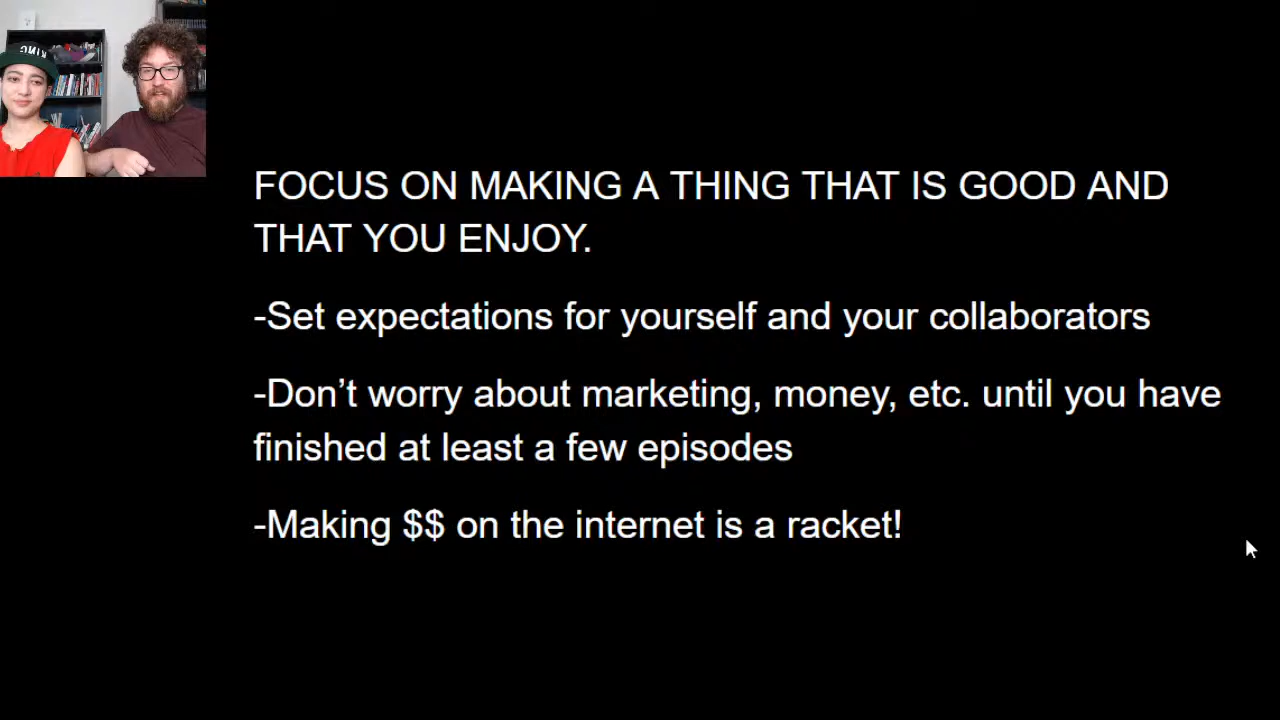 KING
FOCUS ON MAKING A THING THAT IS GOOD AND
THAT YOU ENJOY.
-Set expectations for yourself and your collaborators
-Don’t worry about marketing, money, etc. until you have
finished at least a few episodes
-Making $$ on the internet is a racket!